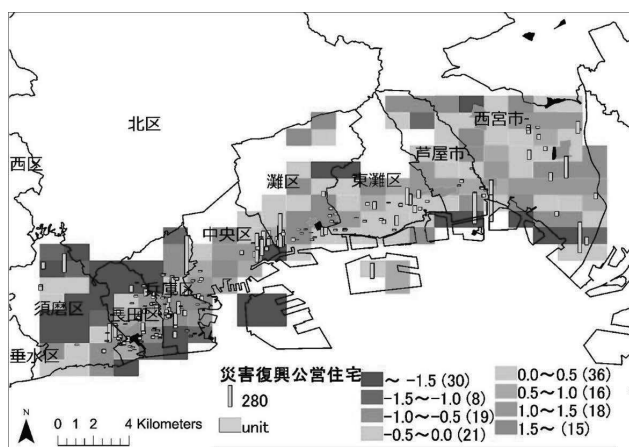 北区
西区
西宮市
芦屋市
灘区
東灘区
中央区
兵庫区
須磨区
長田区
垂水区
災害復興公営住宅
280
unit
～ -1.5 (30)
-1.5～-1.0 (8)
-1.0～-0.5 (19)
-0.5～0.0 (21)
0.0～0.5 (36)
0.5～1.0 (16)
1.0～1.5 (18)
1.5～ (15)
N
0 1 2 4 Kilometers